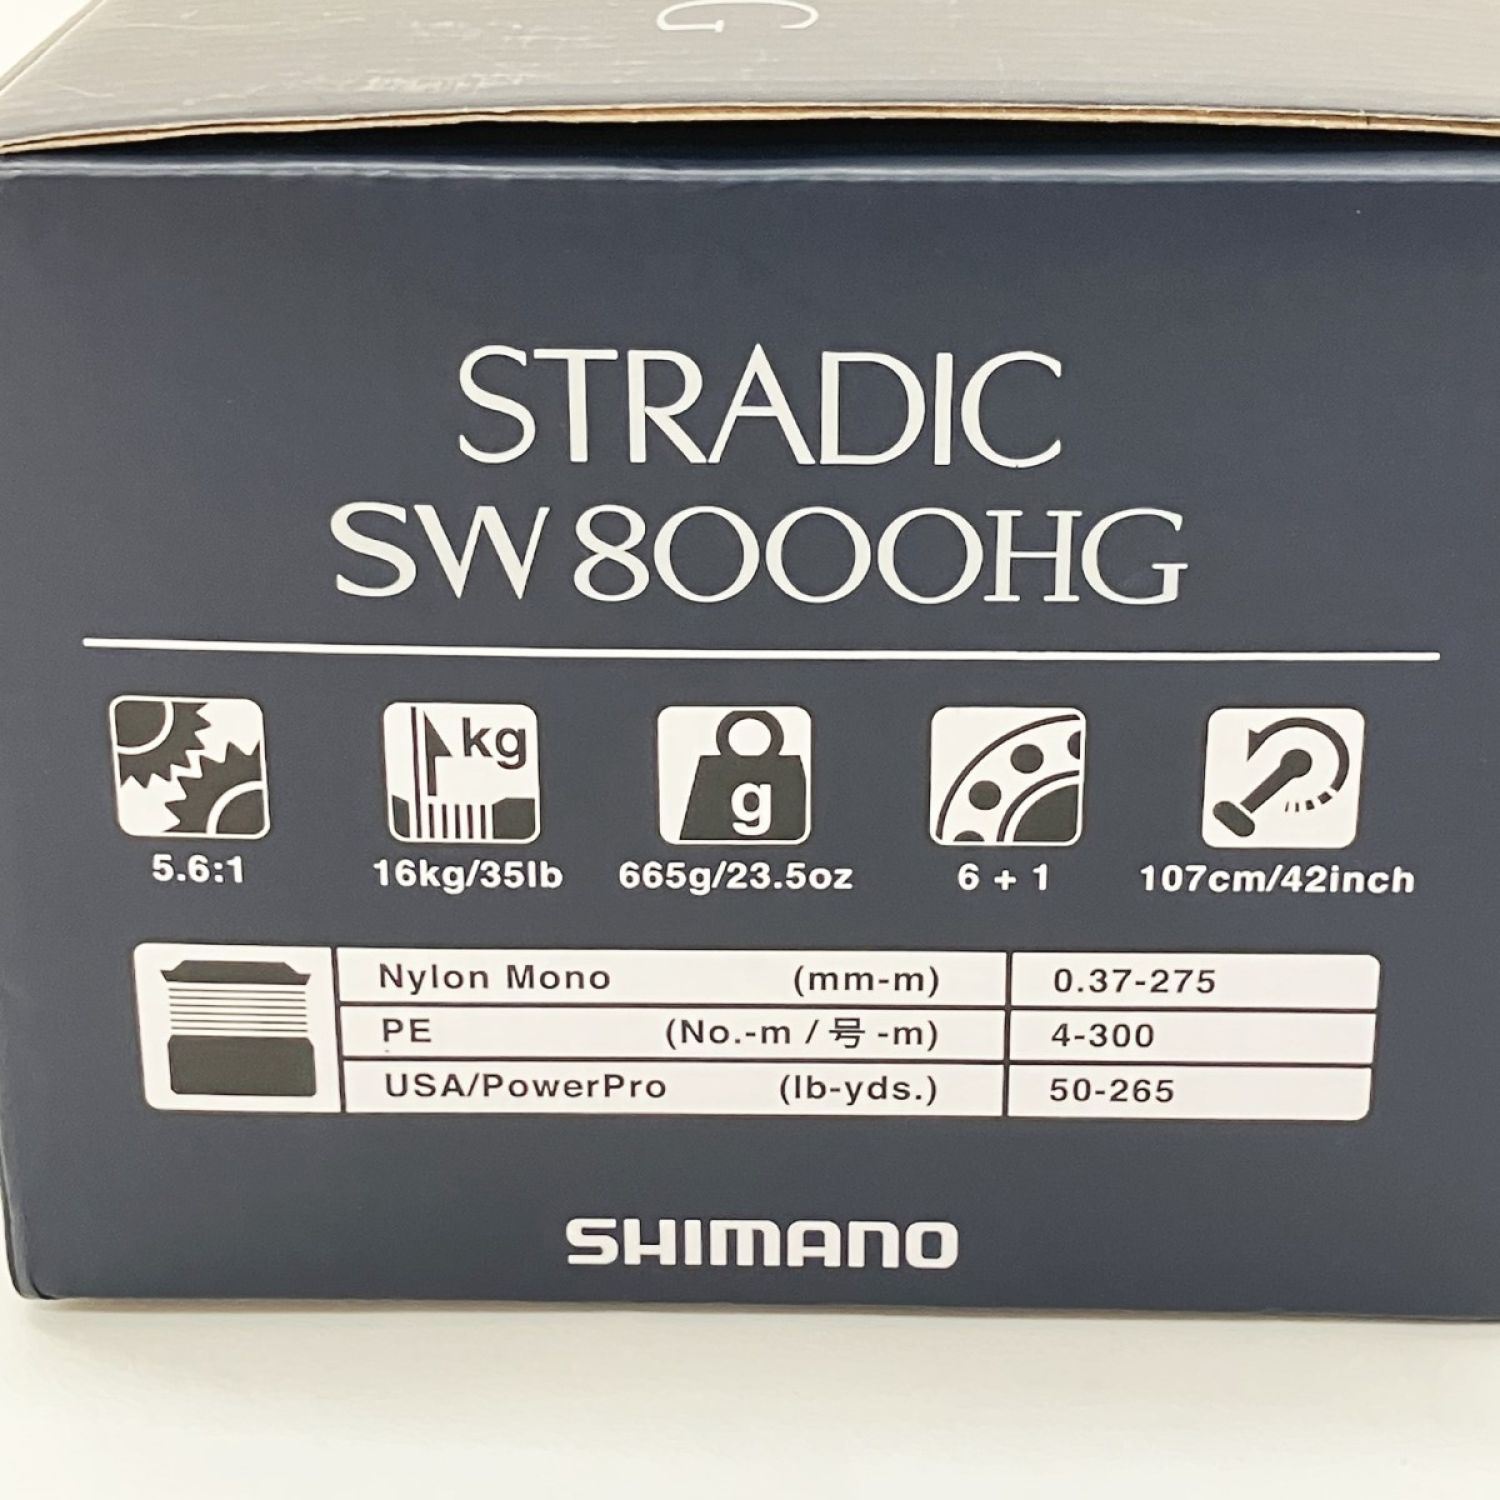 G
STRADIC
SW 8000HG
kg
g
5.6:1 16kg/35lb 665g/23.5oz 6 + 1 107cm/42inch
Nylon Mono (mm-m) 0.37-275
PE (No.-m / 号 -m) 4-300
USA/PowerPro (lb-yds.) 50-265
SHIMANO